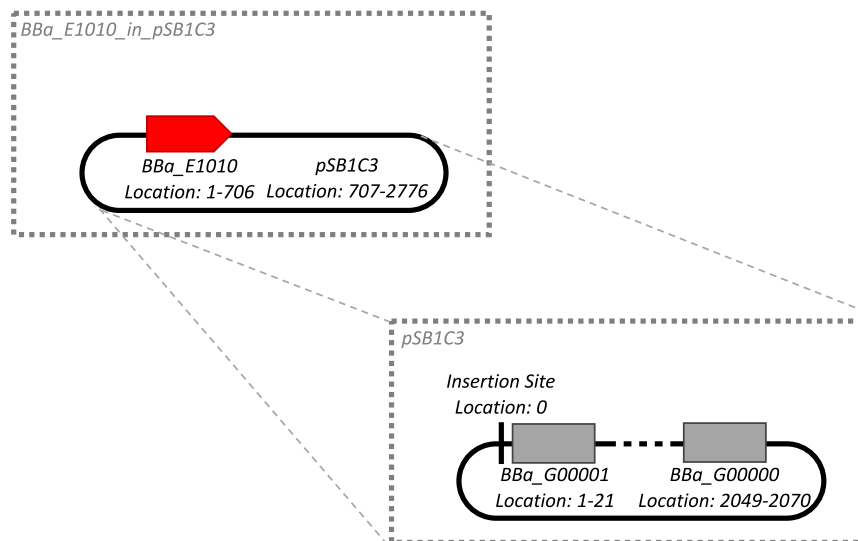 BBa_E1010_in_pSB1C3
BBa_E1010
Location: 1-706
pSB1C3
Location: 707-2776
pSB1C3
Insertion Site
Location: 0
BBa_G00001
Location: 1-21
BBa_G00000
Location: 2049-2070